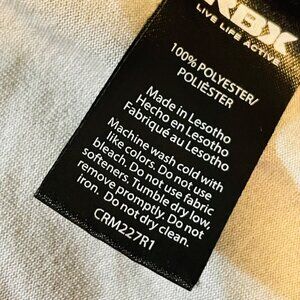 RBX
LIVE LIFE ACTIVE
100% POLYESTER/
POLIÉSTER
Made in Lesotho
Hecho en Lesotho
Fabriqué au Lesotho
Machine wash cold with
like colors. Do not use
bleach. Do not use fabric
softeners. Tumble dry low,
remove promptly. Do not
iron. Do not dry clean.
CRM227R1